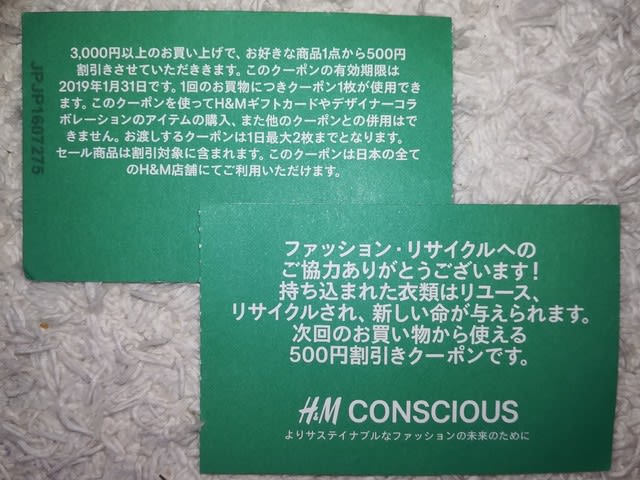 3,000円以上のお買い上げで、お好きな商品1点から500円
割引きさせていただききます。このクーポンの有効期限は
2019年1月31日です。1回のお買物につきクーポン1枚が使用でき
ます。このクーポンを使ってH&Mギフトカードやデザイナーコラ
ボレーションのアイテムの購入、また他のクーポンとの併用はで
きません。お渡しするクーポンは1日最大2枚までとなります。
セール商品は割引対象に含まれます。このクーポンは日本の全て
のH&M店舗にてご利用いただけます。
JPJP1607275
ファッション・リサイクルへの
ご協力ありがとうございます!
持ち込まれた衣類はリユース、
リサイクルされ、新しい命が与えられます。
次回のお買い物から使える
500円割引きクーポンです。
H&M CONSCIOUS
よりサステイナブルなファッションの未来のために